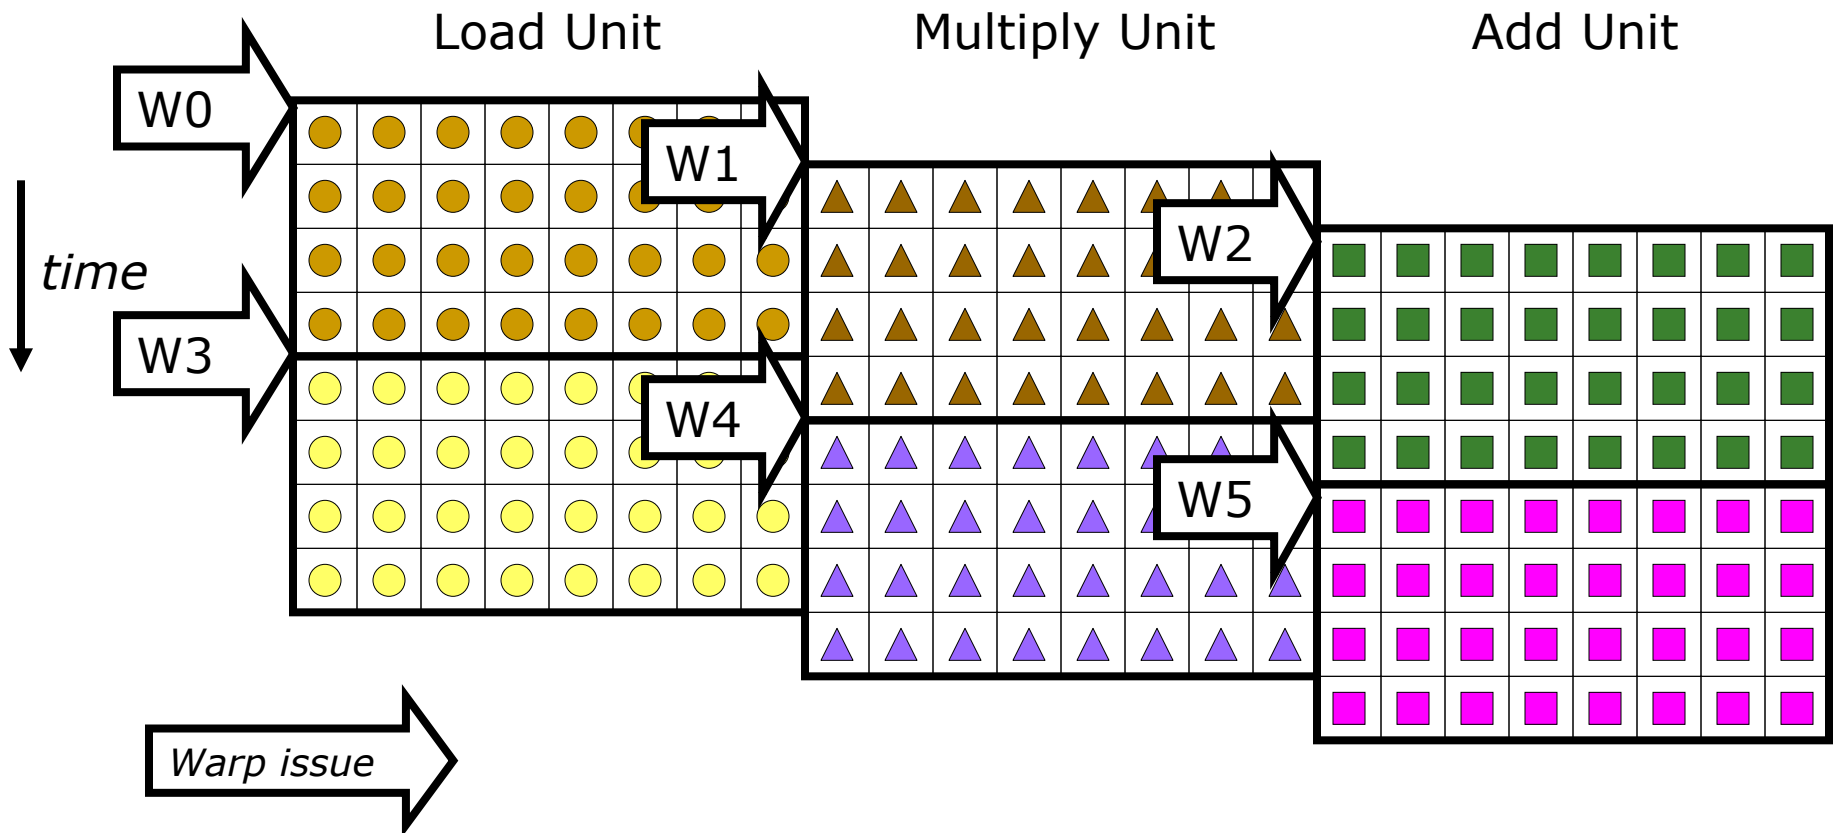 Load Unit
Multiply Unit
Add Unit
W0
W1
W2
time
W3
W4
W5
Warp issue